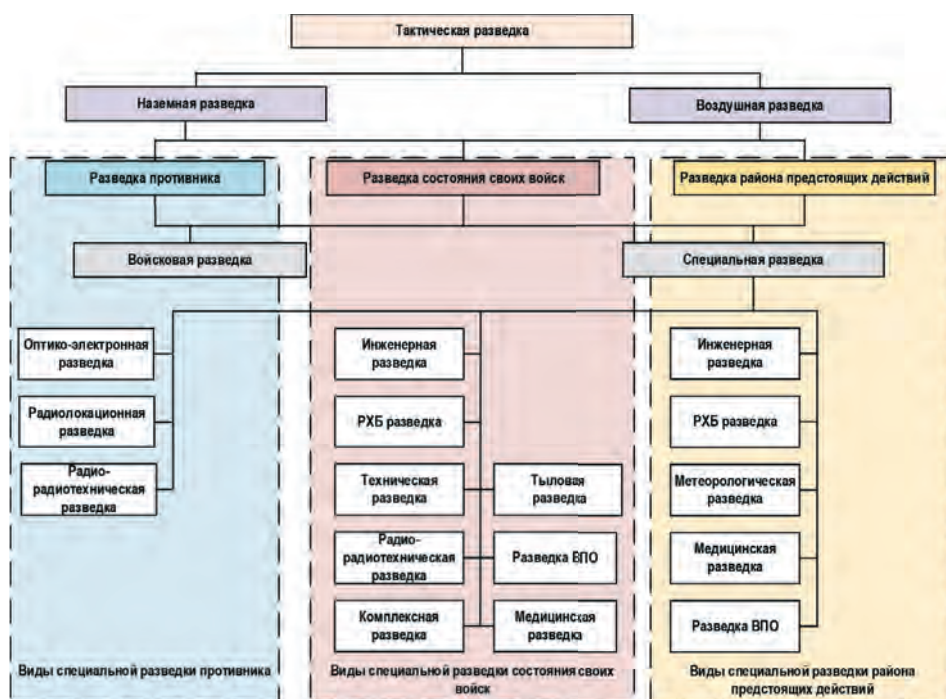 Тактическая разведка
Наземная разведка
Воздушная разведка
Разведка противника
Разведка состояния своих войск
Разведка района предстоящих действий
Войсковая разведка
Специальная разведка
Оптико-электронная
разведка
Радиолокационная
разведка
Радио-
радиотехническая
разведка
Виды специальной разведки противника
Инженерная
разведка
РХБ разведка
Техническая
разведка
Тыловая
разведка
Радио-
радиотехническая
разведка
Разведка ВПО
Комплексная
разведка
Медицинская
разведка
Виды специальной разведки состояния своих
войск
Инженерная
разведка
РХБ разведка
Метеорологическая
разведка
Медицинская
разведка
Разведка ВПО
Виды специальной разведки района
предстоящих действий